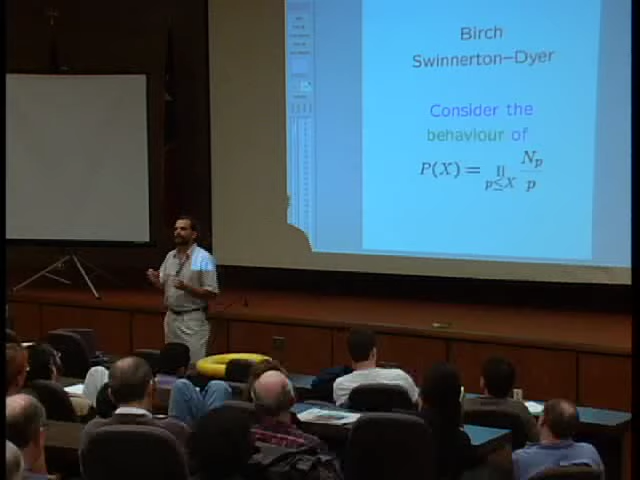 Birch
Swinnerton–Dyer
Consider the
behaviour of
P(X) = ∏_{p≤X} N_p/p